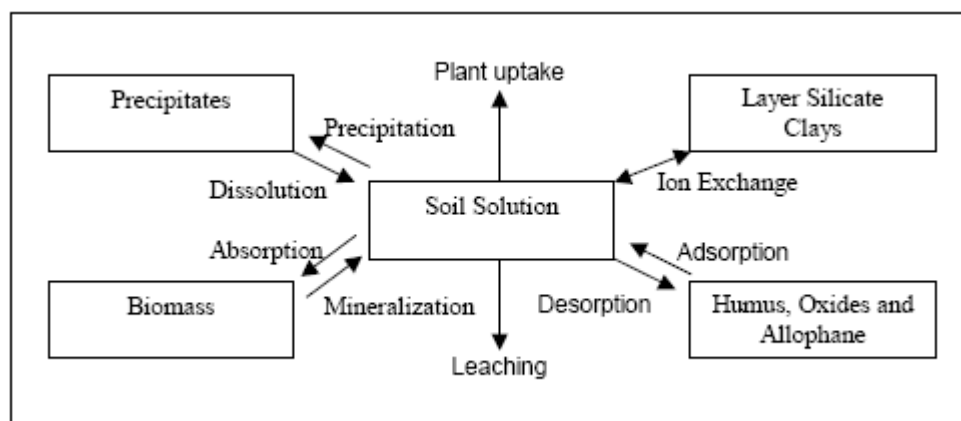 Plant uptake
Precipitates
Layer Silicate
Clays
Precipitation
Dissolution
Ion Exchange
Soil Solution
Absorption
Adsorption
Biomass
Mineralization
Desorption
Humus, Oxides and
Allophane
Leaching